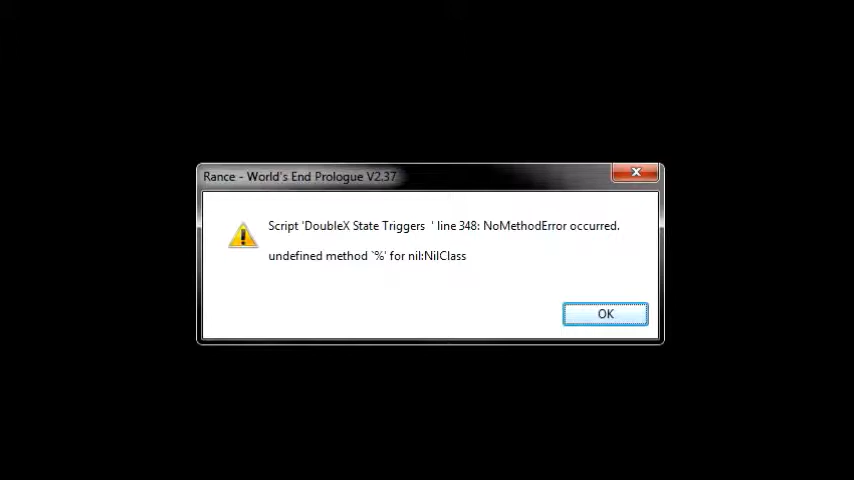 Rance - World's End Prologue V2.37
Script 'DoubleX State Triggers  ' line 348: NoMethodError occurred.
undefined method `%' for nil:NilClass
OK